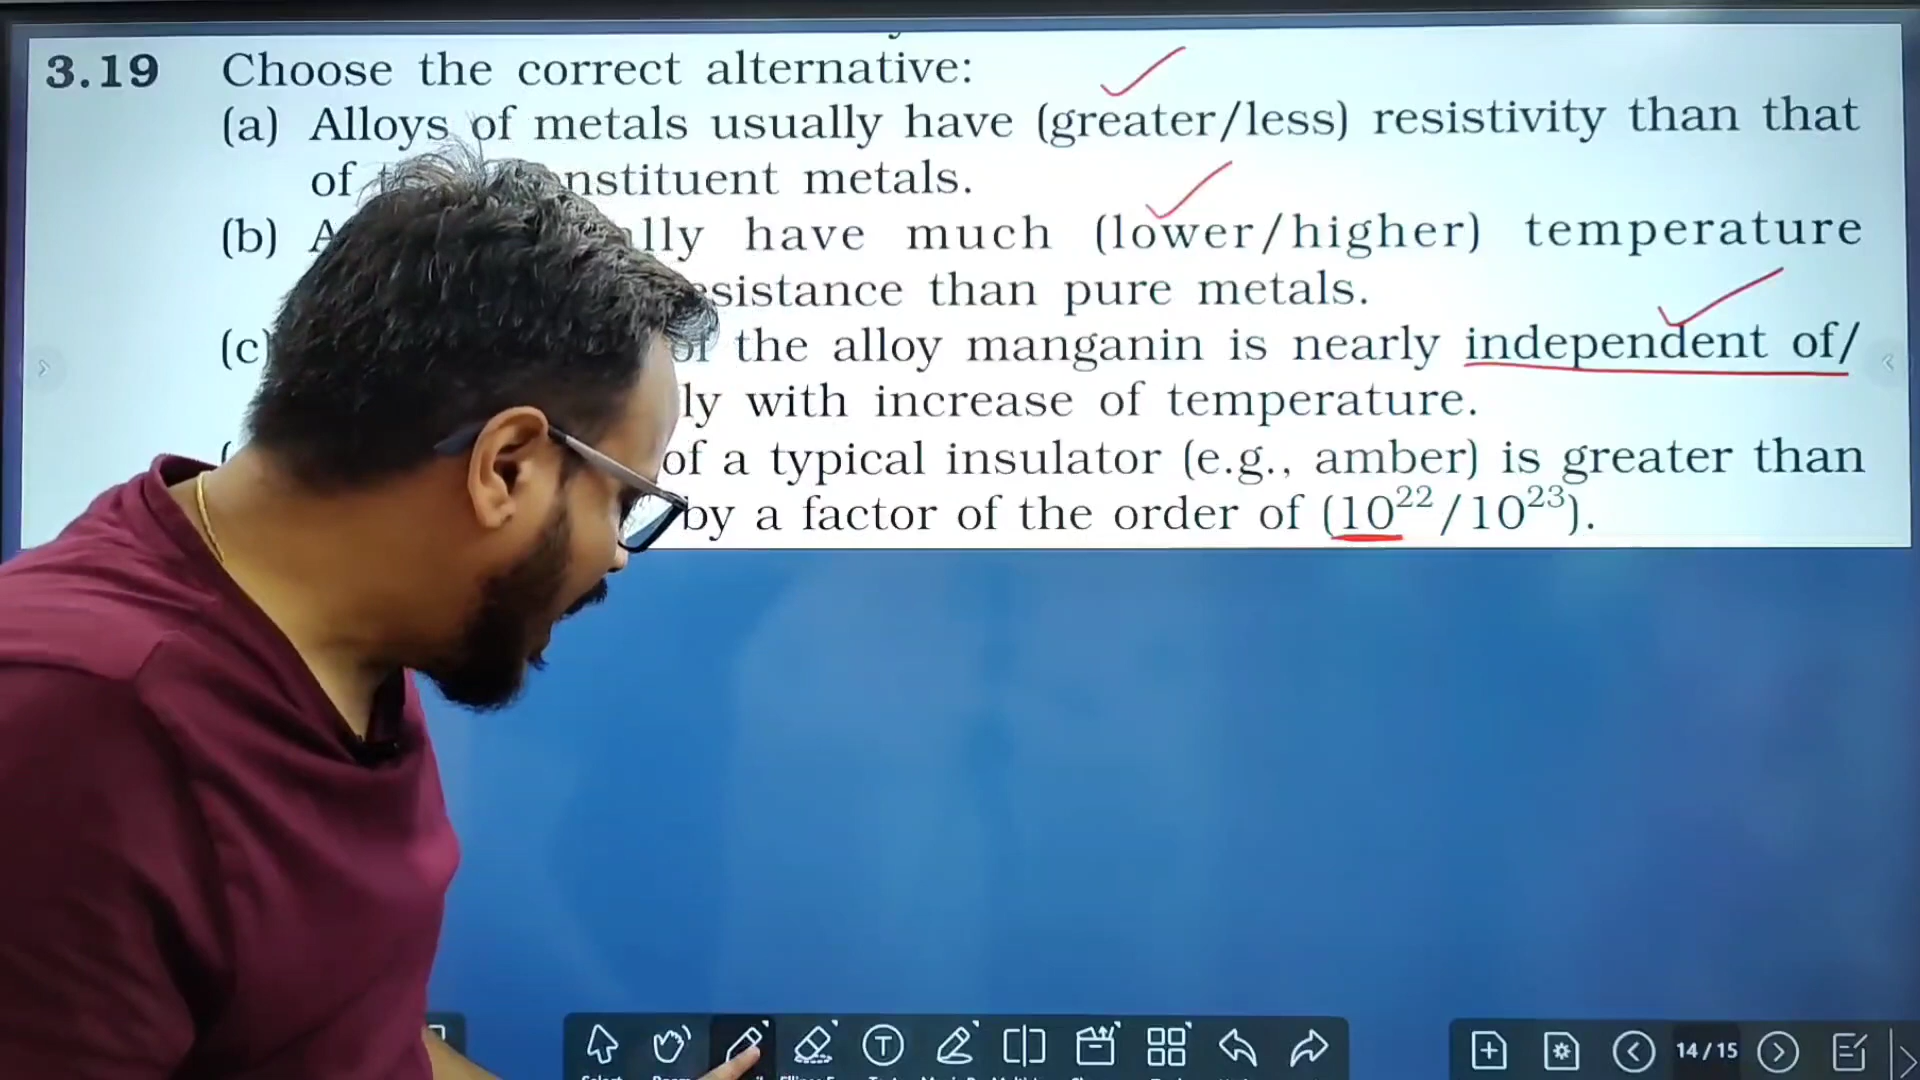 3.19 Choose the correct alternative:
(a) Alloys of metals usually have (greater/less) resistivity than that
of nstituent metals.
(b) lly have much (lower/higher) temperature
sistance than pure metals.
(c) of the alloy manganin is nearly independent of/
ly with increase of temperature.
of a typical insulator (e.g., amber) is greater than
by a factor of the order of (10²²/10²³).
14/15